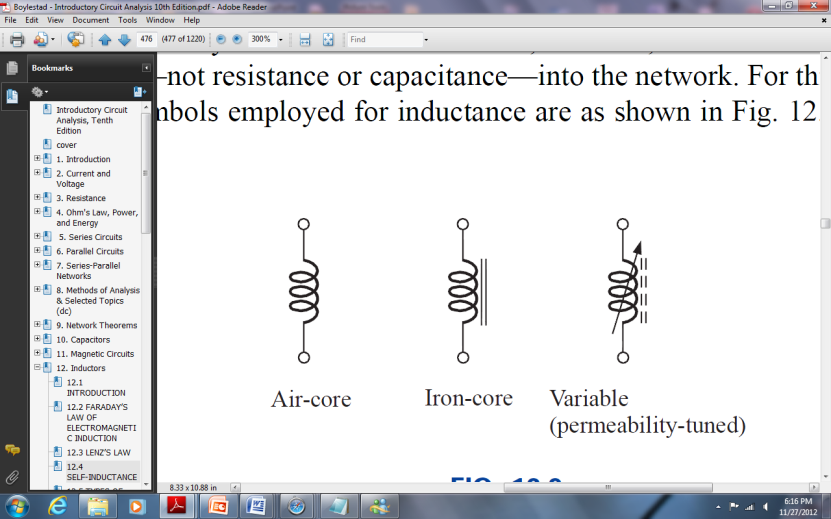 Boylestad - Introductory Circuit Analysis 10th Edition.pdf - Adobe Reader
File Edit View Document Tools Window Help
476 (477 of 1220) 300% Find
Bookmarks
Introductory Circuit
Analysis, Tenth
Edition
cover
1. Introduction
2. Current and
Voltage
3. Resistance
4. Ohm's Law, Power,
and Energy
5. Series Circuits
6. Parallel Circuits
7. Series-Parallel
Networks
8. Methods of Analysis
& Selected Topics
(dc)
9. Network Theorems
10. Capacitors
11. Magnetic Circuits
12. Inductors
12.1
INTRODUCTION
12.2 FARADAY'S
LAW OF
ELECTROMAGNETI
C INDUCTION
12.3 LENZ'S LAW
12.4
SELF-INDUCTANCE
—not resistance or capacitance—into the network. For th
mbols employed for inductance are as shown in Fig. 12
Air-core
Iron-core
Variable
(permeability-tuned)
8.33 x 10.88 in
6:16 PM
11/27/2012